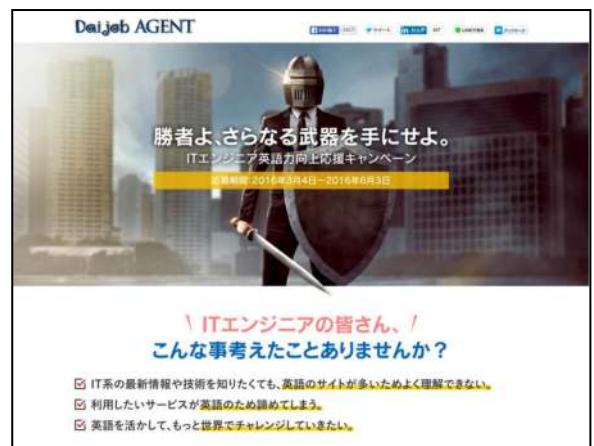 Daijob AGENT
勝者よ、さらなる武器を手にせよ。
ITエンジニア英語力向上応援キャンペーン
応募期間：2016年3月4日～2016年6月3日
\ ITエンジニアの皆さん、 /
こんな事考えたことありませんか？
IT系の最新情報や技術を知りたくても、英語のサイトが多いためよく理解できない。
利用したいサービスが英語のため諦めてしまう。
英語を活かして、もっと世界でチャレンジしていきたい。